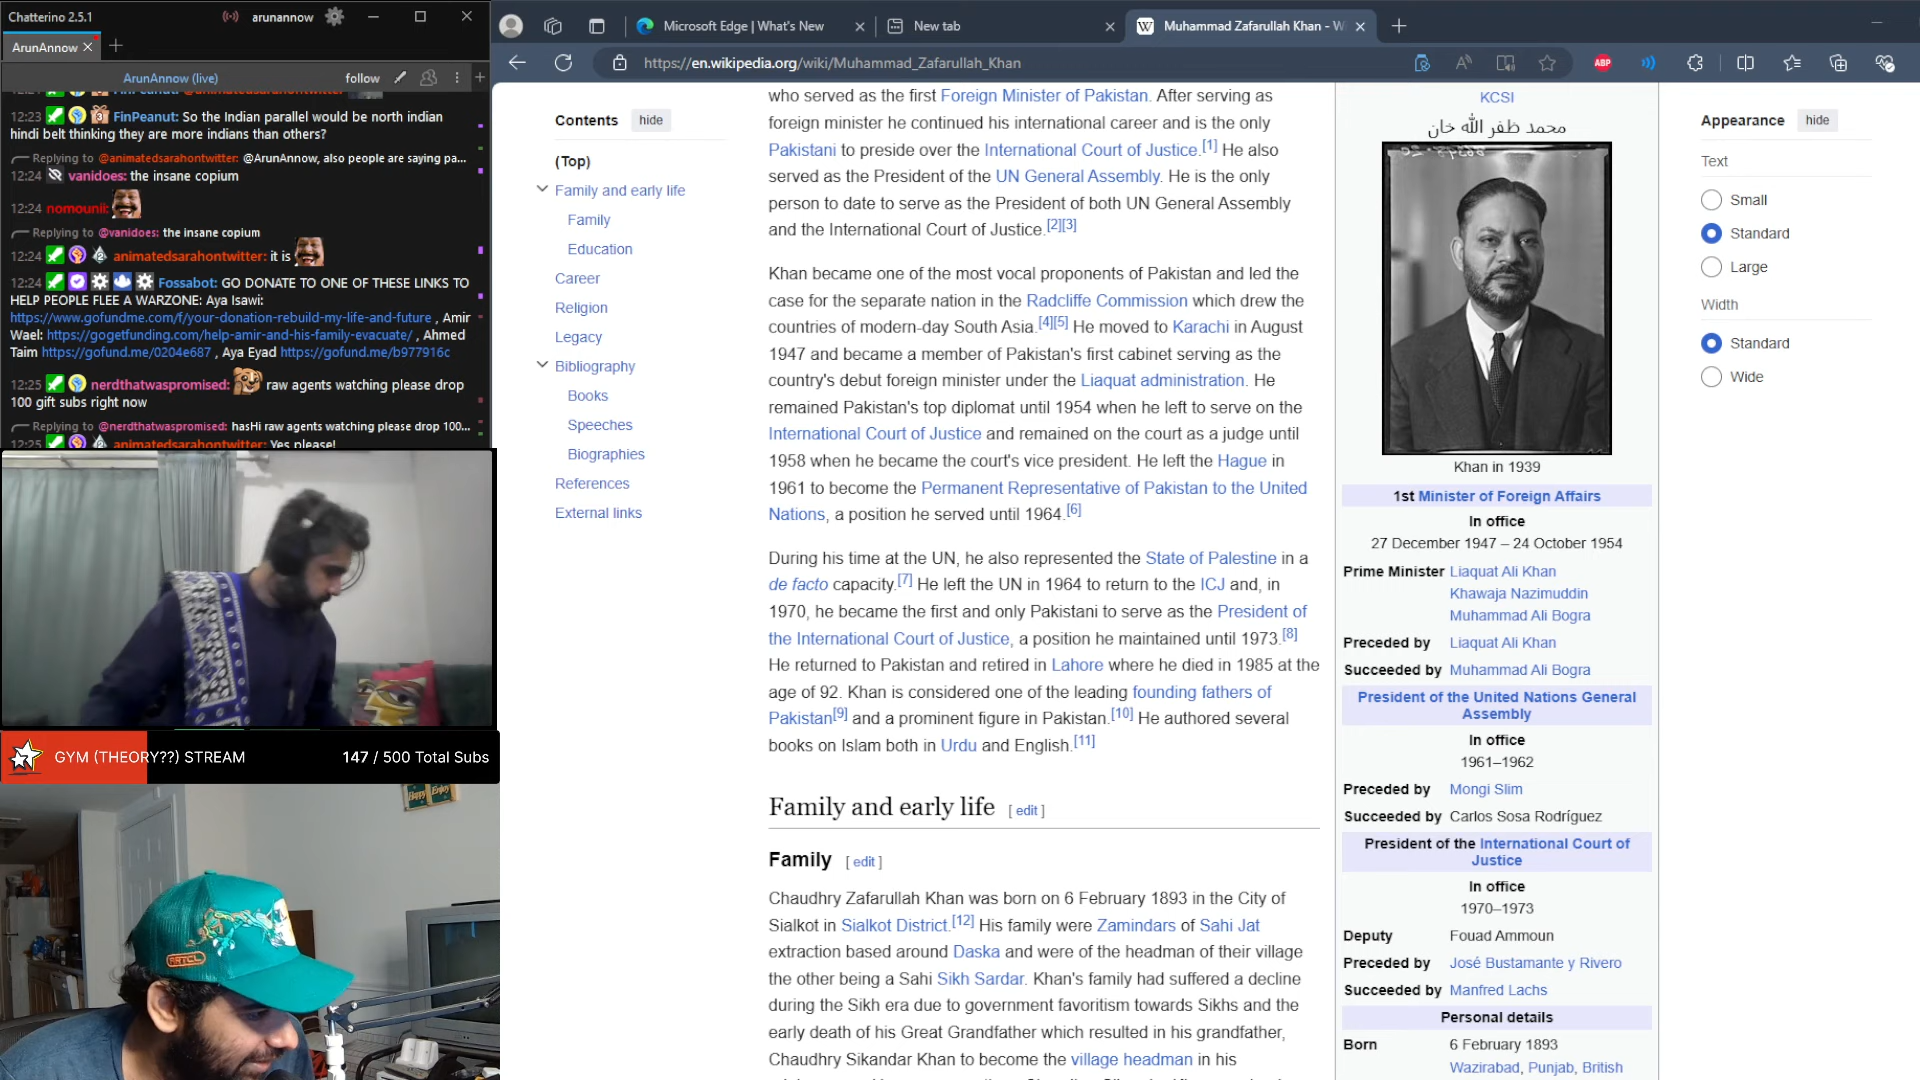 Chatterino 2.5.1
arunannow
ArunAnnow
ArunAnnow (live)
follow
12:23 FinPeanut: So the Indian parallel would be north indian
hindi belt thinking they are more indians than others?
Replying to @animatedsarahontwitter: @ArunAnnow, also people are saying pa...
12:24 vanidoes: the insane copium
12:24 nomounii:
Replying to @vanidoes: the insane copium
12:24 animatedsarahontwitter: it is
12:24 Fossabot: GO DONATE TO ONE OF THESE LINKS TO
HELP PEOPLE FLEE A WARZONE: Aya Isawi:
https://www.gofundme.com/f/your-donation-rebuild-my-life-and-future , Amir
Wael: https://gogetfunding.com/help-amir-and-his-family-evacuate/ , Ahmed
Taim https://gofund.me/0204e687 , Aya Eyad https://gofund.me/b977916c
12:25 nerdthatwaspromised: raw agents watching please drop
100 gift subs right now
Replying to @nerdthatwaspromised: hasHi raw agents watching please drop 100...
12:25 animatedsarahontwitter: Yes please!
GYM (THEORY??) STREAM
147 / 500 Total Subs
Happy Enjoy
ARTCL
Microsoft Edge | What's New
New tab
Muhammad Zafarullah Khan - W
https://en.wikipedia.org/wiki/Muhammad_Zafarullah_Khan
ABP
Contents hide
(Top)
Family and early life
Family
Education
Career
Religion
Legacy
Bibliography
Books
Speeches
Biographies
References
External links
who served as the first Foreign Minister of Pakistan. After serving as
foreign minister he continued his international career and is the only
Pakistani to preside over the International Court of Justice.[1] He also
served as the President of the UN General Assembly. He is the only
person to date to serve as the President of both UN General Assembly
and the International Court of Justice.[2][3]
Khan became one of the most vocal proponents of Pakistan and led the
case for the separate nation in the Radcliffe Commission which drew the
countries of modern-day South Asia.[4][5] He moved to Karachi in August
1947 and became a member of Pakistan's first cabinet serving as the
country's debut foreign minister under the Liaquat administration. He
remained Pakistan's top diplomat until 1954 when he left to serve on the
International Court of Justice and remained on the court as a judge until
1958 when he became the court's vice president. He left the Hague in
1961 to become the Permanent Representative of Pakistan to the United
Nations, a position he served until 1964.[6]
During his time at the UN, he also represented the State of Palestine in a
de facto capacity.[7] He left the UN in 1964 to return to the ICJ and, in
1970, he became the first and only Pakistani to serve as the President of
the International Court of Justice, a position he maintained until 1973.[8]
He returned to Pakistan and retired in Lahore where he died in 1985 at the
age of 92. Khan is considered one of the leading founding fathers of
Pakistan[9] and a prominent figure in Pakistan.[10] He authored several
books on Islam both in Urdu and English.[11]
Family and early life [ edit ]
Family [ edit ]
Chaudhry Zafarullah Khan was born on 6 February 1893 in the City of
Sialkot in Sialkot District.[12] His family were Zamindars of Sahi Jat
extraction based around Daska and were of the headman of their village
the other being a Sahi Sikh Sardar. Khan's family had suffered a decline
during the Sikh era due to government favoritism towards Sikhs and the
early death of his Great Grandfather which resulted in his grandfather,
Chaudhry Sikandar Khan to become the village headman in his
KCSI
محمد ظفر الله خان
Khan in 1939
1st Minister of Foreign Affairs
In office
27 December 1947 – 24 October 1954
Prime Minister Liaquat Ali Khan
Khawaja Nazimuddin
Muhammad Ali Bogra
Preceded by Liaquat Ali Khan
Succeeded by Muhammad Ali Bogra
President of the United Nations General
Assembly
In office
1961–1962
Preceded by Mongi Slim
Succeeded by Carlos Sosa Rodríguez
President of the International Court of
Justice
In office
1970–1973
Deputy Fouad Ammoun
Preceded by José Bustamante y Rivero
Succeeded by Manfred Lachs
Personal details
Born 6 February 1893
Wazirabad, Punjab, British
Appearance hide
Text
Small
Standard
Large
Width
Standard
Wide